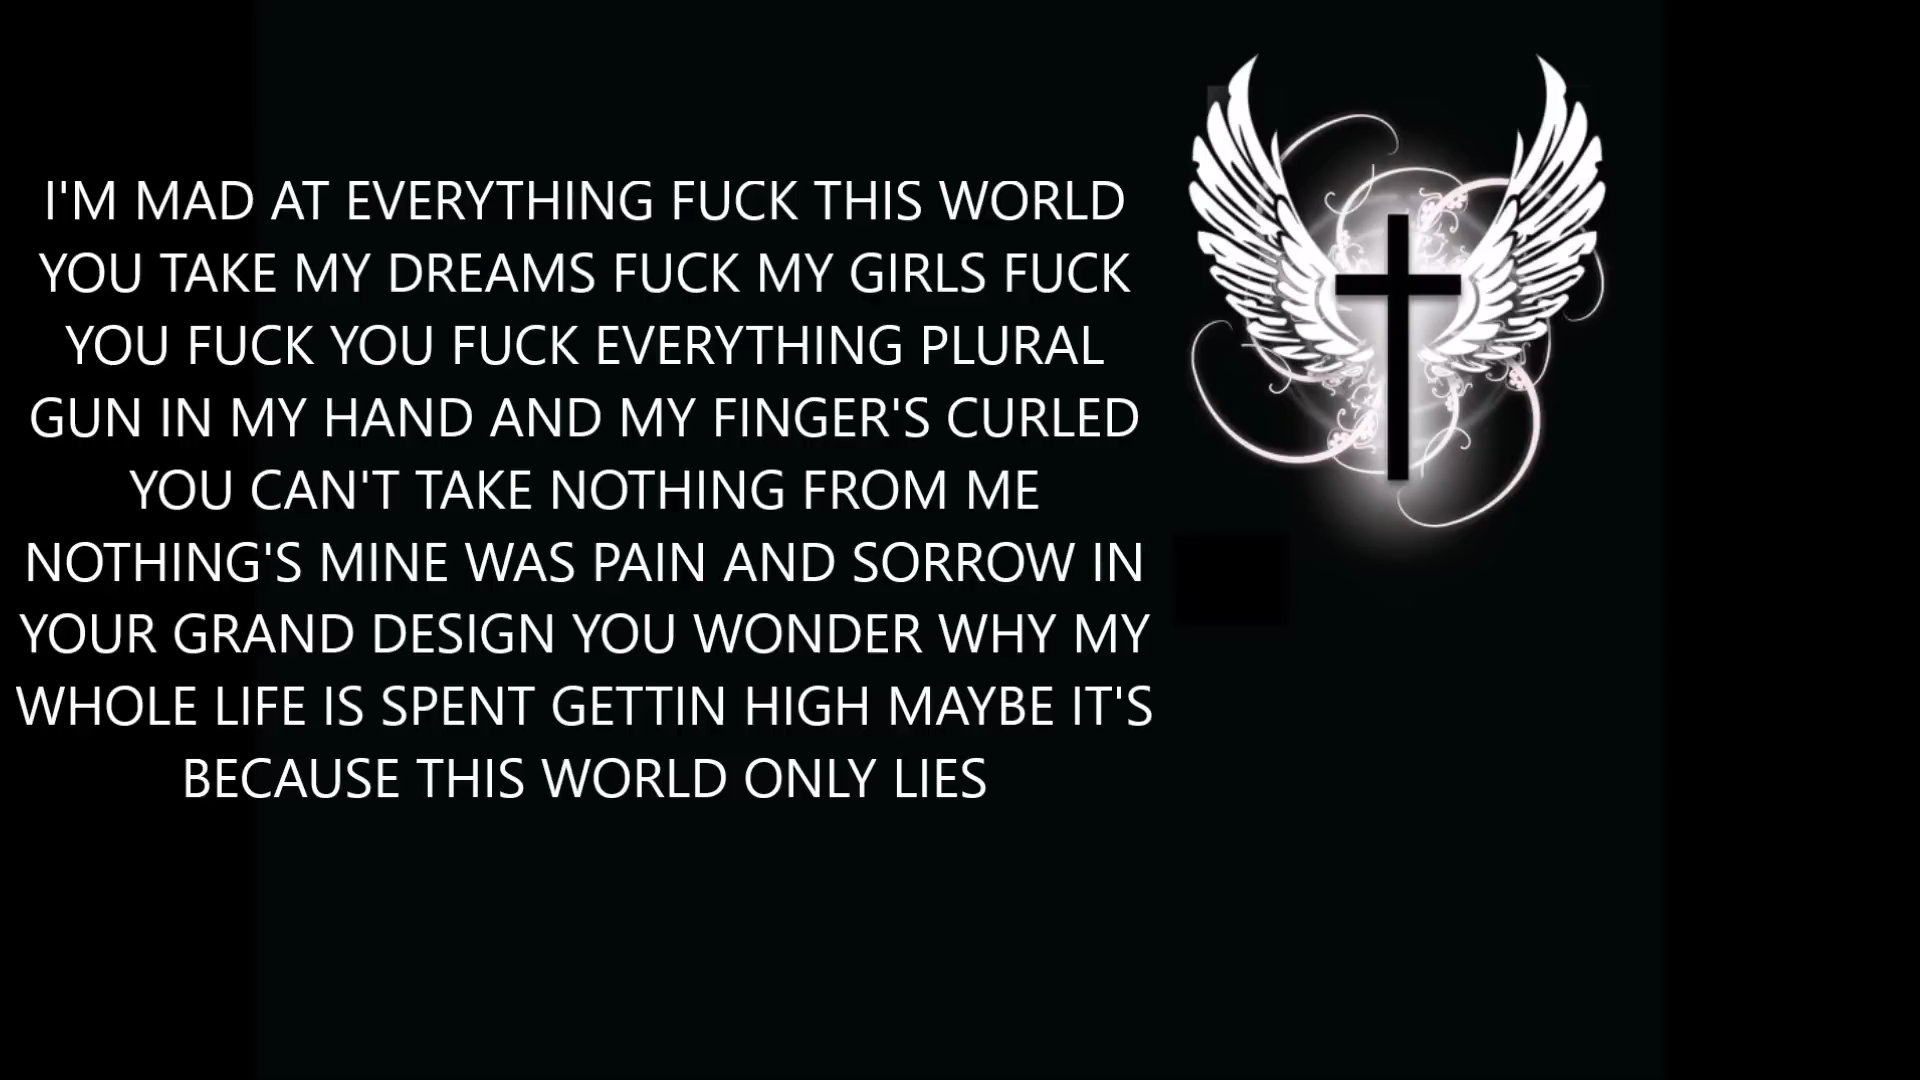 I'M MAD AT EVERYTHING FUCK THIS WORLD
YOU TAKE MY DREAMS FUCK MY GIRLS FUCK
YOU FUCK YOU FUCK EVERYTHING PLURAL
GUN IN MY HAND AND MY FINGER'S CURLED
YOU CAN'T TAKE NOTHING FROM ME
NOTHING'S MINE WAS PAIN AND SORROW IN
YOUR GRAND DESIGN YOU WONDER WHY MY
WHOLE LIFE IS SPENT GETTIN HIGH MAYBE IT'S
BECAUSE THIS WORLD ONLY LIES